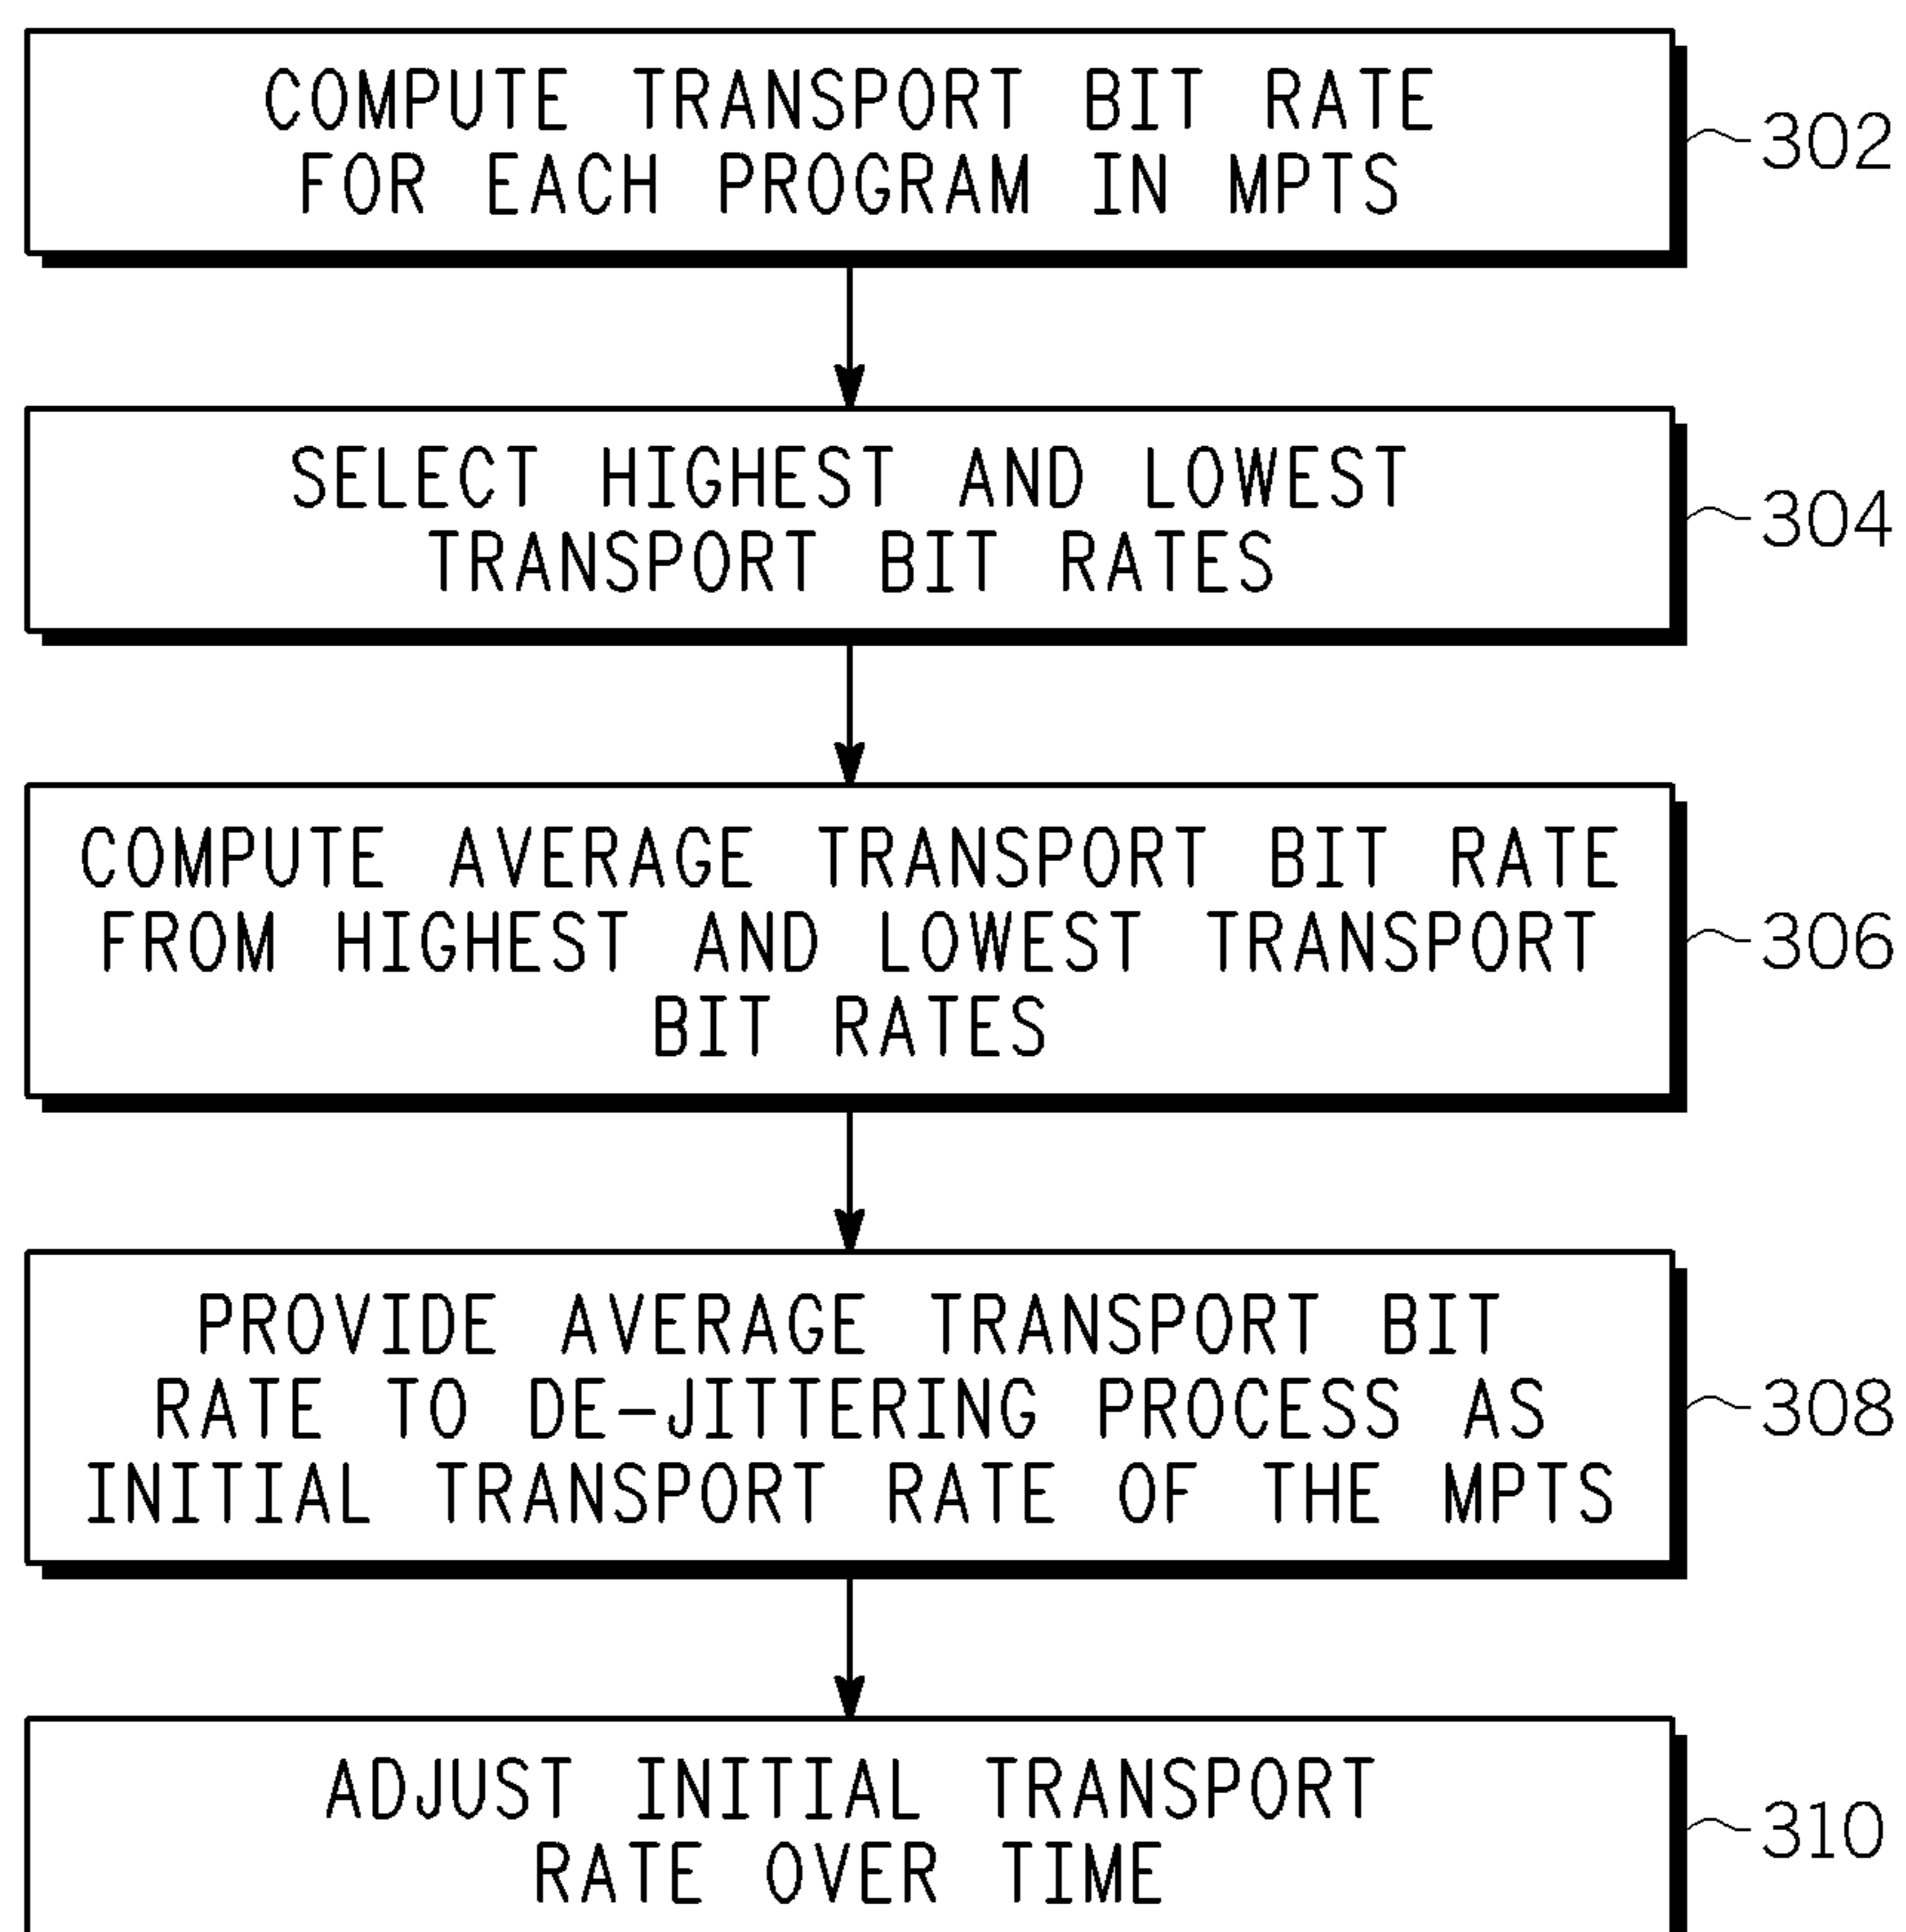 COMPUTE TRANSPORT BIT RATE
FOR EACH PROGRAM IN MPTS
302
SELECT HIGHEST AND LOWEST
TRANSPORT BIT RATES
304
COMPUTE AVERAGE TRANSPORT BIT RATE
FROM HIGHEST AND LOWEST TRANSPORT
BIT RATES
306
PROVIDE AVERAGE TRANSPORT BIT
RATE TO DE-JITTERING PROCESS AS
INITIAL TRANSPORT RATE OF THE MPTS
308
ADJUST INITIAL TRANSPORT
RATE OVER TIME
310